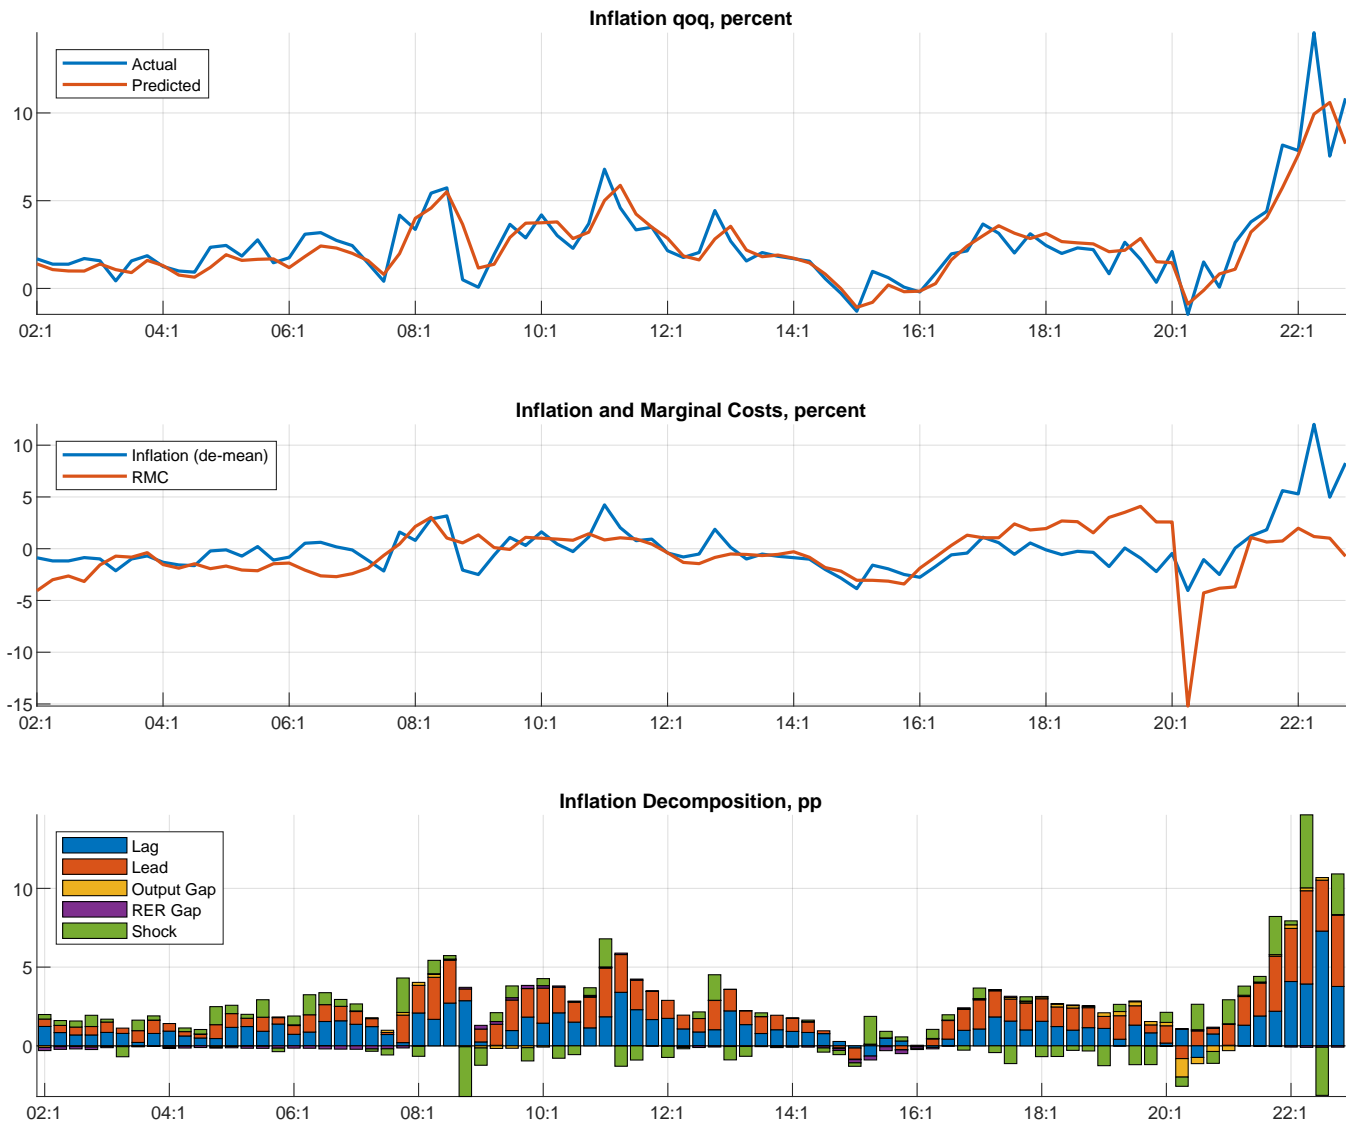 Inflation qoq, percent
Actual
Predicted
10
5
0
02:1 04:1 06:1 08:1 10:1 12:1 14:1 16:1 18:1 20:1 22:1
Inflation and Marginal Costs, percent
Inflation (de-mean)
RMC
10
5
0
-5
-10
-15
02:1 04:1 06:1 08:1 10:1 12:1 14:1 16:1 18:1 20:1 22:1
Inflation Decomposition, pp
Lag
Lead
Output Gap
RER Gap
Shock
10
5
0
02:1 04:1 06:1 08:1 10:1 12:1 14:1 16:1 18:1 20:1 22:1